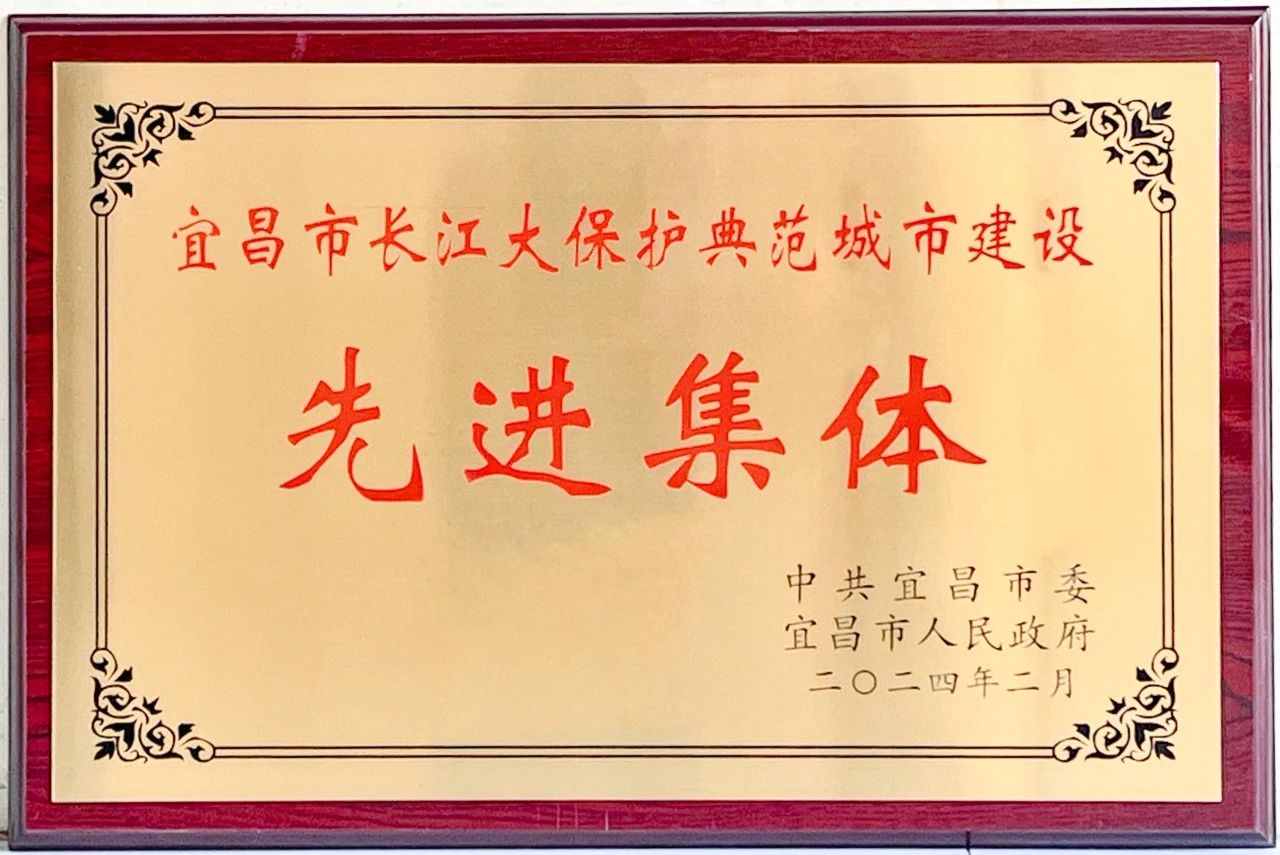 宜昌市长江大保护典范城市建设
先进集体
中共宜昌市委
宜昌市人民政府
二〇二四年二月